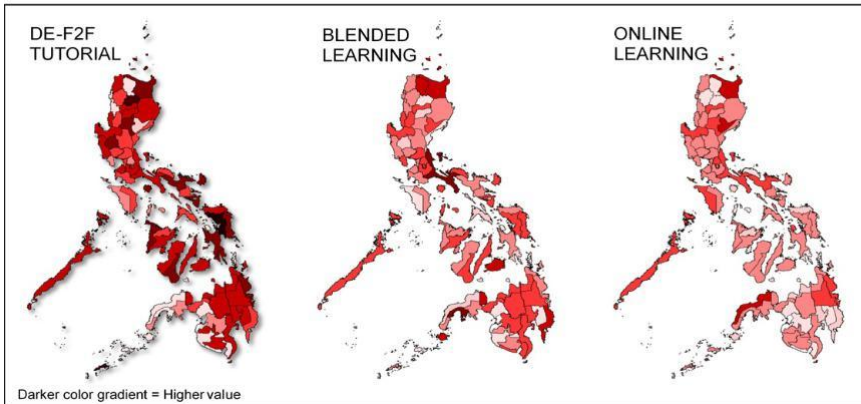 DE-F2F
TUTORIAL
BLENDED
LEARNING
ONLINE
LEARNING
Darker color gradient = Higher value